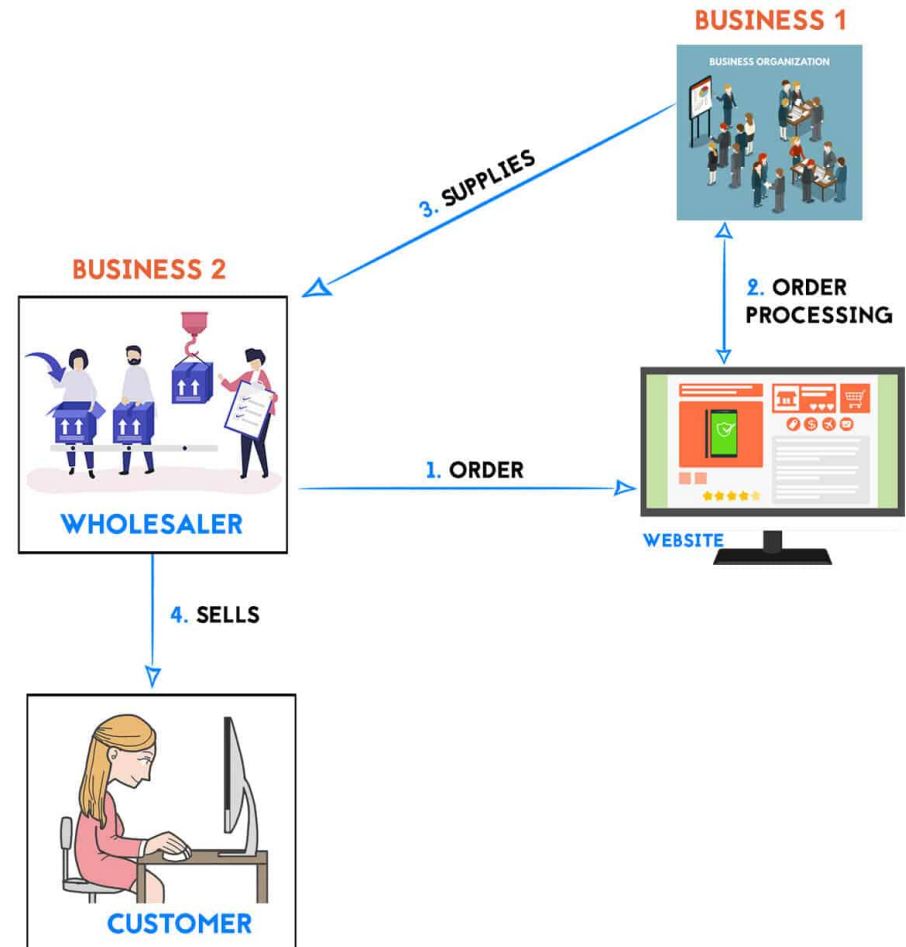 BUSINESS 1
BUSINESS ORGANIZATION
3. SUPPLIES
BUSINESS 2
2. ORDER
PROCESSING
1. ORDER
WHOLESALER
WEBSITE
4. SELLS
CUSTOMER